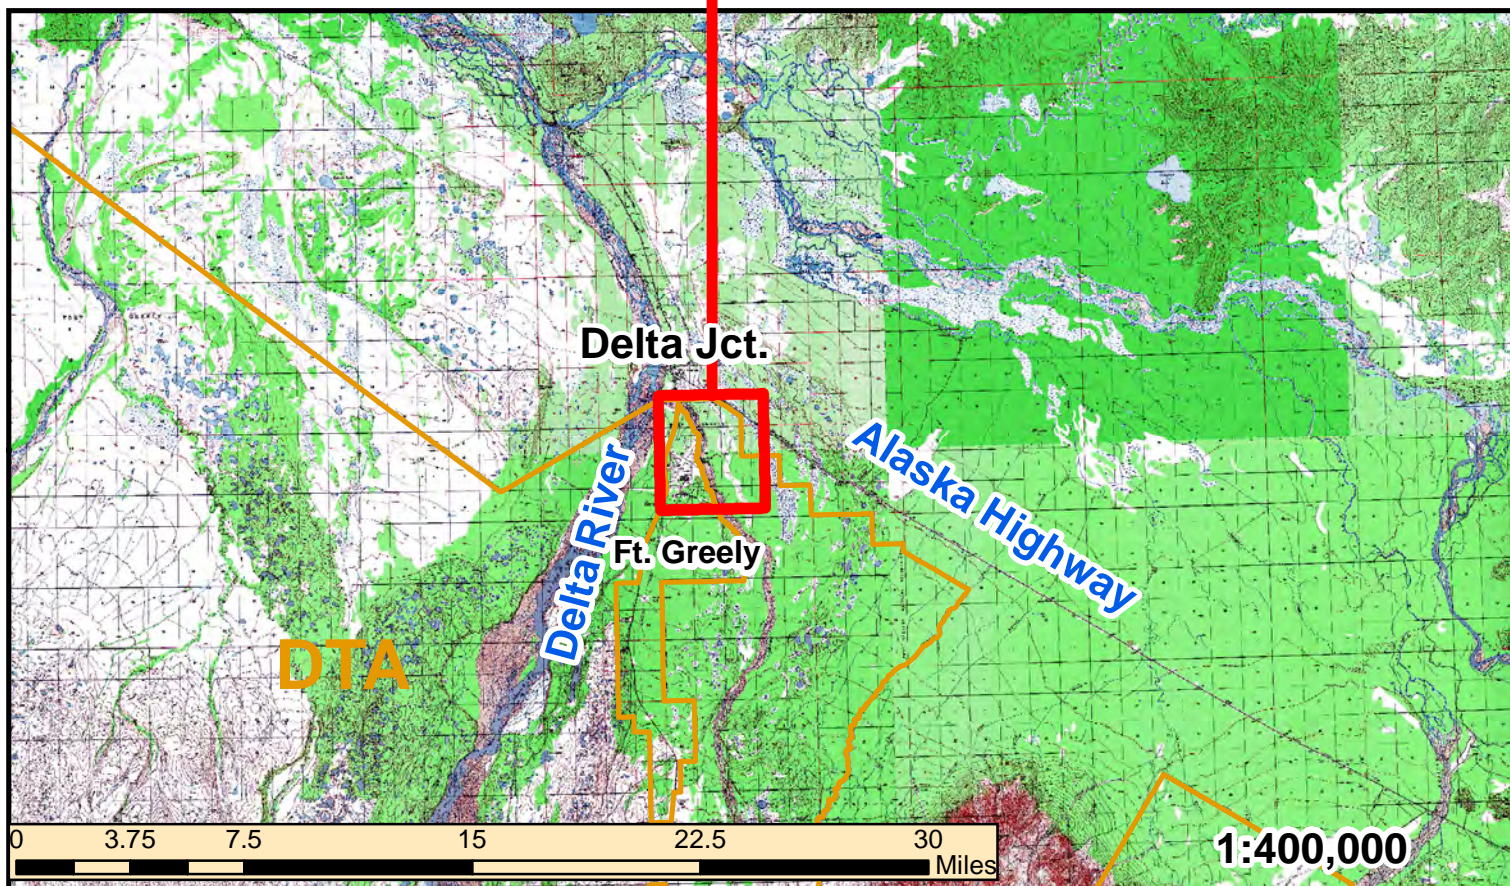 Delta Jct.
Alaska Highway
Delta River
Ft. Greely
DTA
0 3.75 7.5 15 22.5 30
Miles
1:400,000